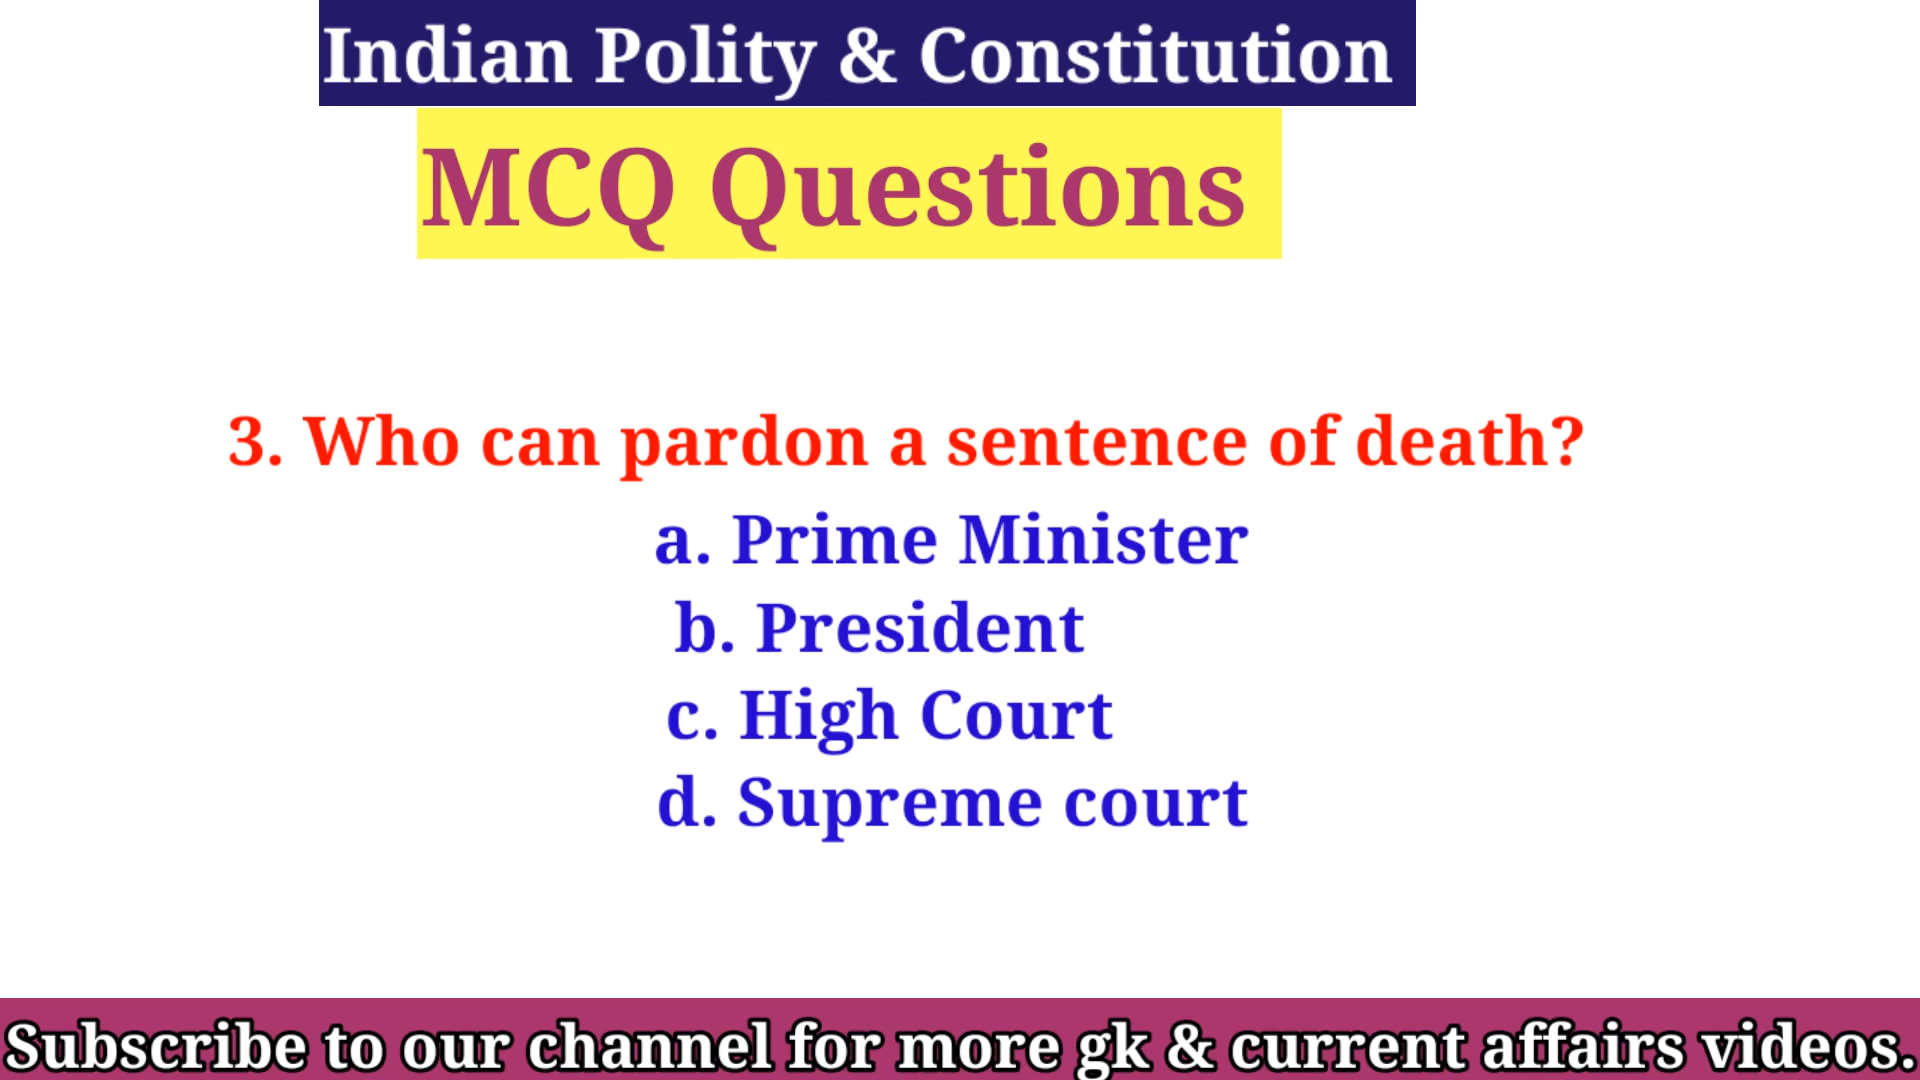 Indian Polity & Constitution
MCQ Questions
3. Who can pardon a sentence of death?
a. Prime Minister
b. President
c. High Court
d. Supreme court
Subscribe to our channel for more gk & current affairs videos.